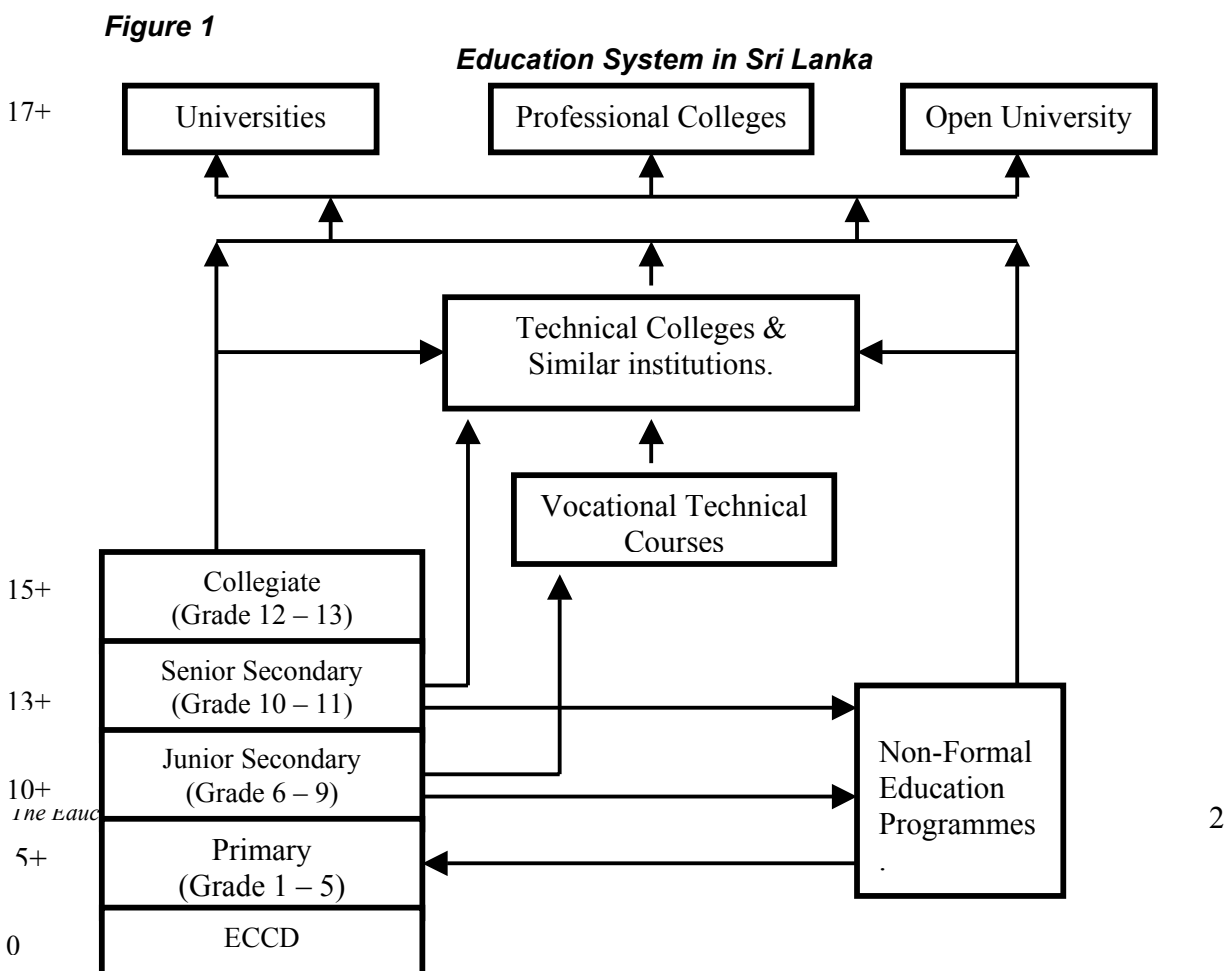 Figure 1
Education System in Sri Lanka
17+
Universities
Professional Colleges
Open University
Technical Colleges &
Similar institutions.
Vocational Technical
Courses
15+
Collegiate
(Grade 12 – 13)
13+
Senior Secondary
(Grade 10 – 11)
10+
Junior Secondary
(Grade 6 – 9)
Non-Formal
Education
Programmes
.
The Educ
2
5+
Primary
(Grade 1 – 5)
0
ECCD